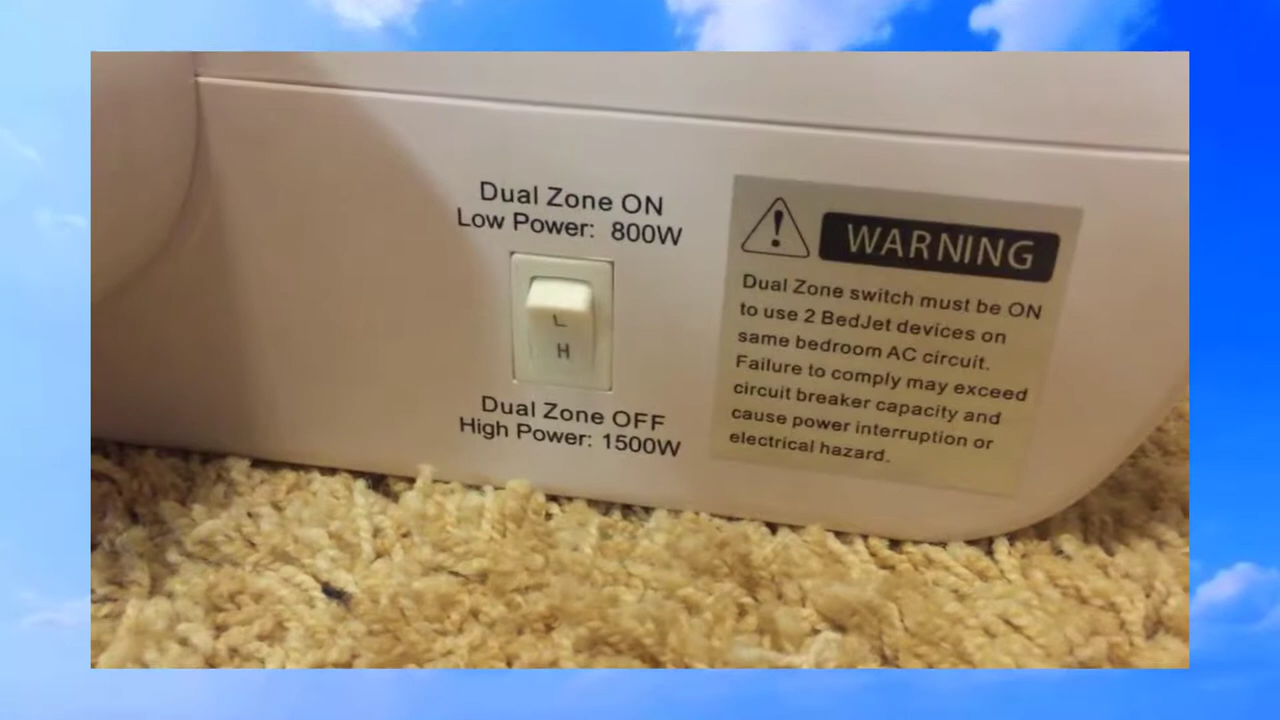 Dual Zone ON
Low Power: 800W
L
H
Dual Zone OFF
High Power: 1500W
WARNING
Dual Zone switch must be ON
to use 2 BedJet devices on
same bedroom AC circuit.
Failure to comply may exceed
circuit breaker capacity and
cause power interruption or
electrical hazard.